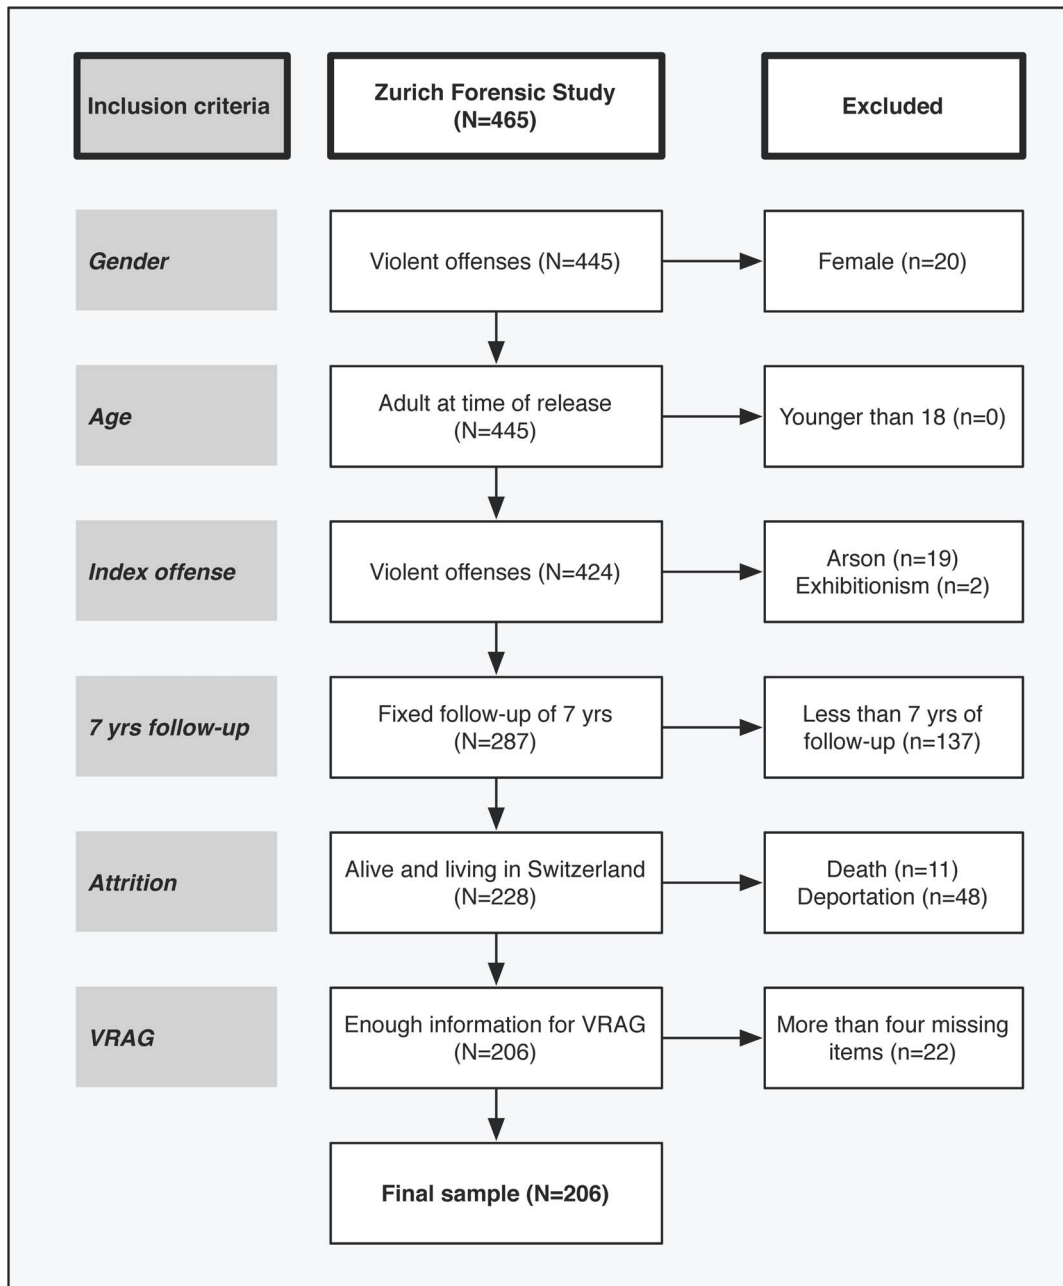 Inclusion criteria
Zurich Forensic Study
(N=465)
Excluded
Gender
Violent offenses (N=445)
Female (n=20)
Age
Adult at time of release
(N=445)
Younger than 18 (n=0)
Index offense
Violent offenses (N=424)
Arson (n=19)
Exhibitionism (n=2)
7 yrs follow-up
Fixed follow-up of 7 yrs
(N=287)
Less than 7 yrs of
follow-up (n=137)
Attrition
Alive and living in Switzerland
(N=228)
Death (n=11)
Deportation (n=48)
VRAG
Enough information for VRAG
(N=206)
More than four missing
items (n=22)
Final sample (N=206)